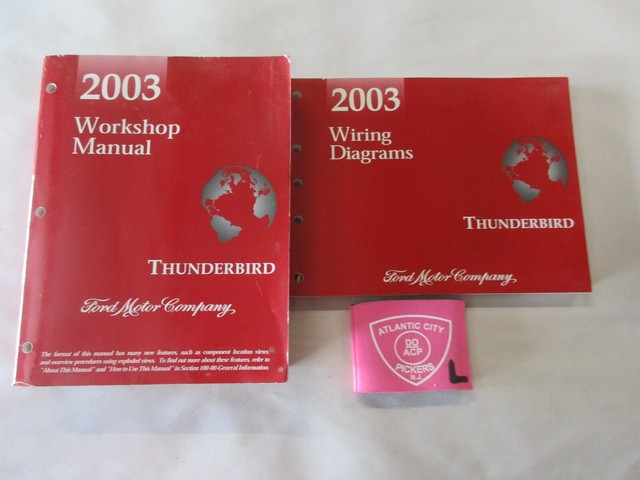 2003
Workshop
Manual
THUNDERBIRD
Ford Motor Company
The format of this manual has many new features, such as component location views,
and overview procedures using exploded views. To find out more about these features, refer to
"About This Manual" and "How to Use This Manual" in Section 100-00-General Information.
2003
Wiring
Diagrams
THUNDERBIRD
Ford Motor Company
ATLANTIC CITY
DO
ACP
PICKERS
N.J.
L